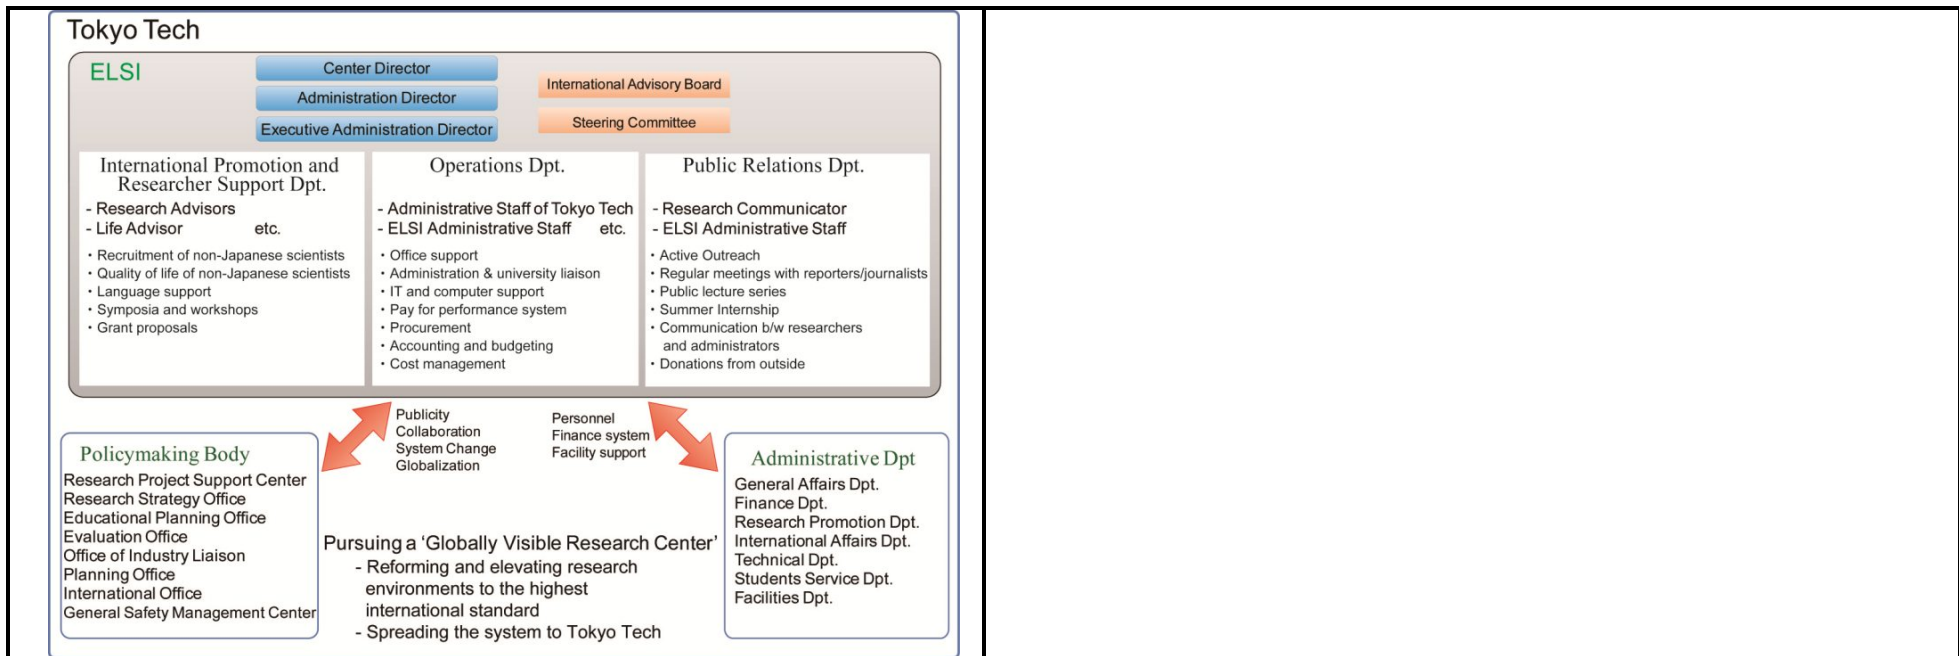 Tokyo Tech
ELSI
Center Director
Administration Director
Executive Administration Director
International Advisory Board
Steering Committee
International Promotion and
Researcher Support Dpt.
- Research Advisors
- Life Advisor etc.
・Recruitment of non-Japanese scientists
・Quality of life of non-Japanese scientists
・Language support
・Symposia and workshops
・Grant proposals
Operations Dpt.
- Administrative Staff of Tokyo Tech
- ELSI Administrative Staff etc.
・Office support
・Administration & university liaison
・IT and computer support
・Pay for performance system
・Procurement
・Accounting and budgeting
・Cost management
Public Relations Dpt.
- Research Communicator
- ELSI Administrative Staff
・Active Outreach
・Regular meetings with reporters/journalists
・Public lecture series
・Summer Internship
・Communication b/w researchers
and administrators
・Donations from outside
Publicity
Collaboration
System Change
Globalization
Personnel
Finance system
Facility support
Policymaking Body
Research Project Support Center
Research Strategy Office
Educational Planning Office
Evaluation Office
Office of Industry Liaison
Planning Office
International Office
General Safety Management Center
Pursuing a ‘Globally Visible Research Center’
- Reforming and elevating research
environments to the highest
international standard
- Spreading the system to Tokyo Tech
Administrative Dpt
General Affairs Dpt.
Finance Dpt.
Research Promotion Dpt.
International Affairs Dpt.
Technical Dpt.
Students Service Dpt.
Facilities Dpt.